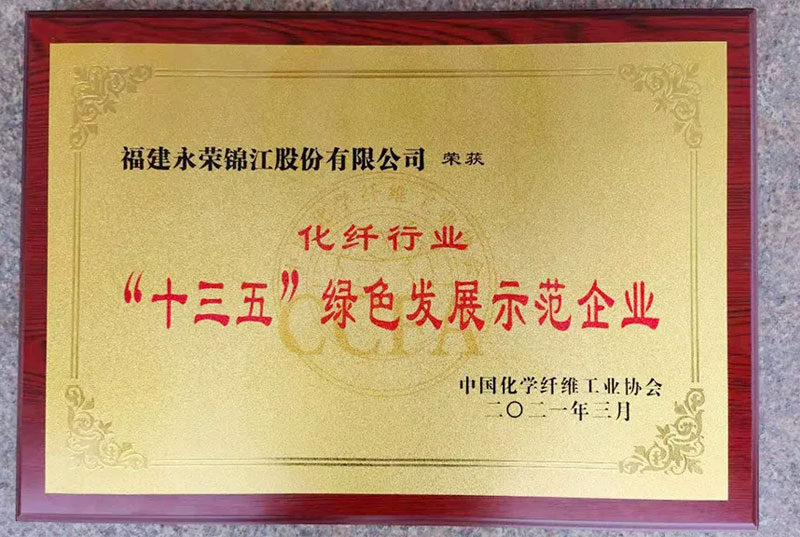 福建永荣锦江股份有限公司 荣获
化纤行业
“十三五”绿色发展示范企业
中国化学纤维工业协会
二〇二一年三月
CCFA